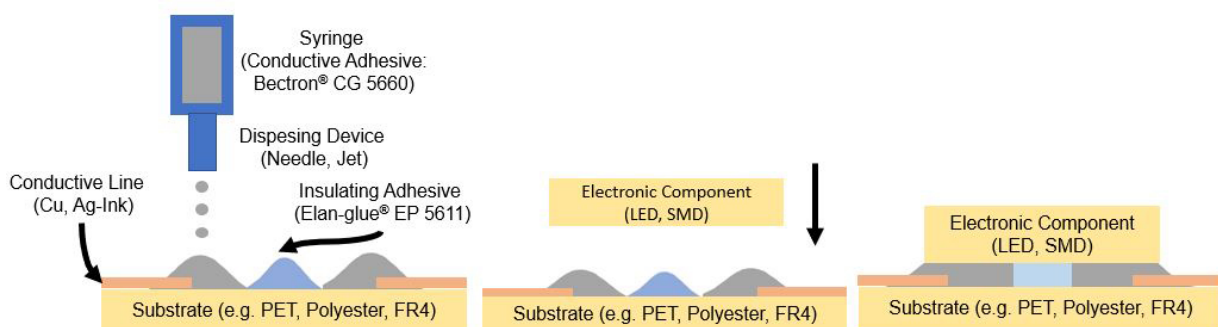 Syringe
(Conductive Adhesive:
Bectron® CG 5660)
Dispesing Device
(Needle, Jet)
Conductive Line
(Cu, Ag-Ink)
Insulating Adhesive
(Elan-glue® EP 5611)
Substrate (e.g. PET, Polyester, FR4)
Electronic Component
(LED, SMD)
Substrate (e.g. PET, Polyester, FR4)
Electronic Component
(LED, SMD)
Substrate (e.g. PET, Polyester, FR4)